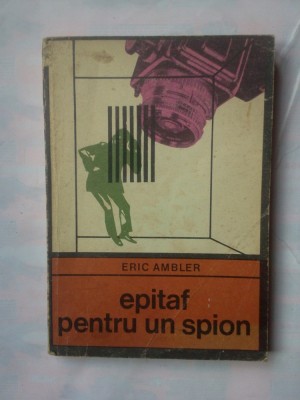 ERIC AMBLER
epitaf
pentru un spion